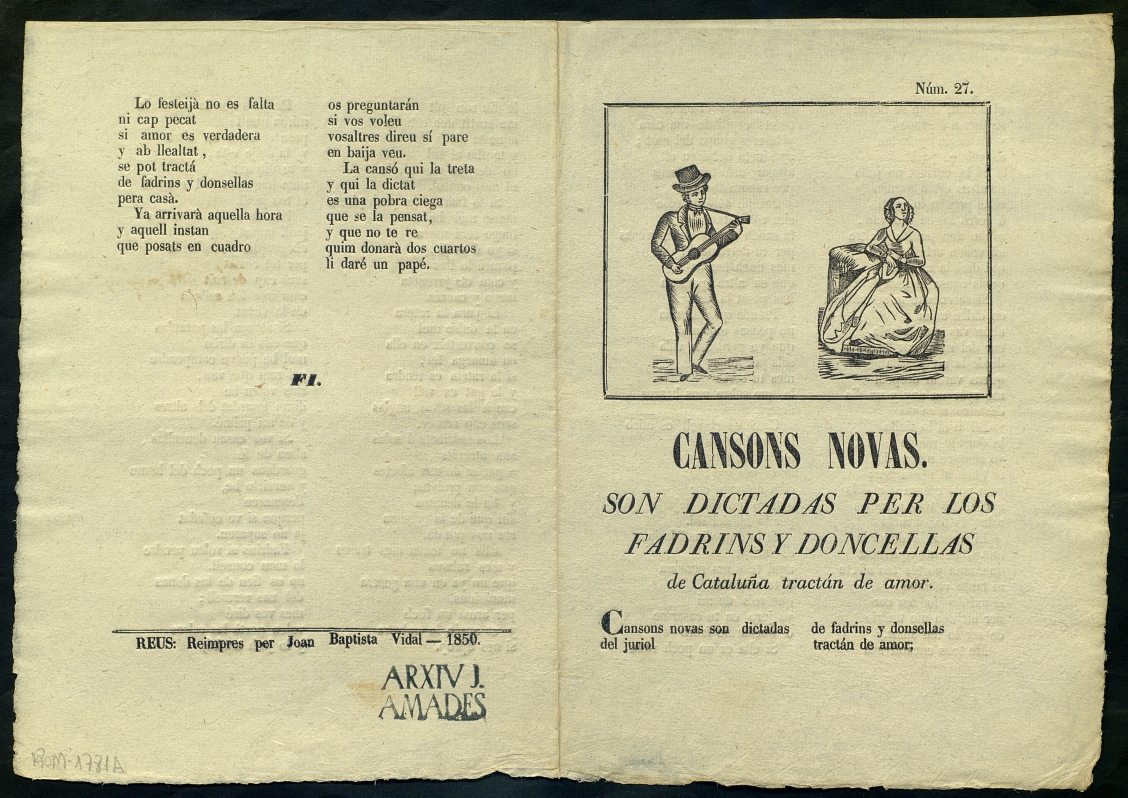 Lo festeijà no es falta
ni cap pecat
si amor es verdadera
y ab llealtat,
se pot tractá
de fadrins y donsellas
pera casà.
Ya arrivarà aquella hora
y aquell instan
que posats en cuadro
os preguntarán
si vos voleu
vosaltres direu sí pare
en baija veu.
La cansó qui la treta
y qui la dictat
es una pobra ciega
que se la pensat,
y que no te re
quim donarà dos cuartos
li daré un papé.
FI.
REUS: Reimpres per Joan Baptista Vidal — 1850.
ARXIV J.
AMADES
ROM-1781A
Núm. 27.
CANSONS NOVAS.
SON DICTADAS PER LOS
FADRINS Y DONCELLAS
de Cataluña tractán de amor.
Cansons novas son dictadas
del juriol
de fadrins y donsellas
tractán de amor;